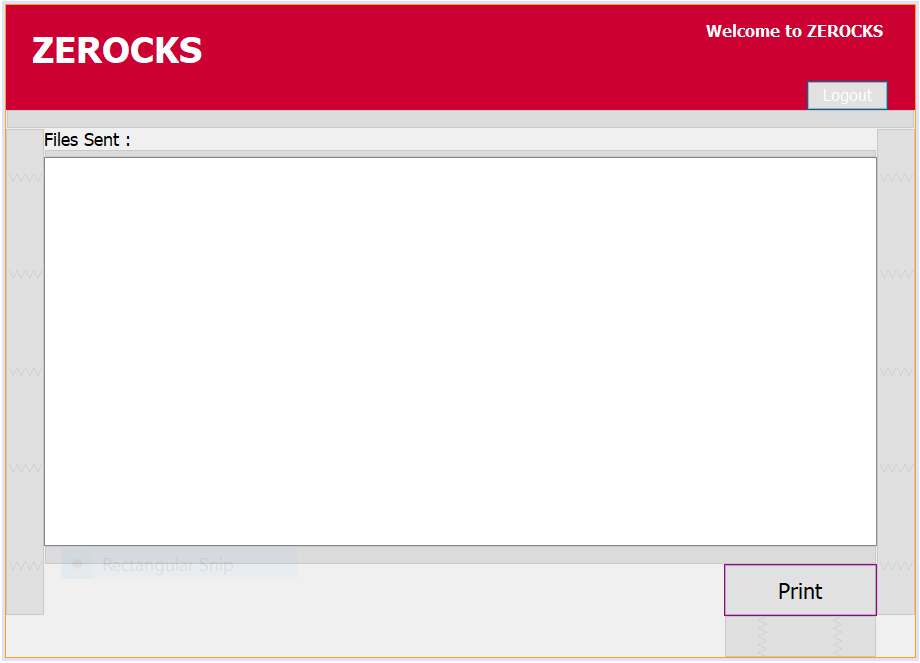 ZEROCKS
Welcome to ZEROCKS
Logout
Files Sent :
Rectangular Snip
Print